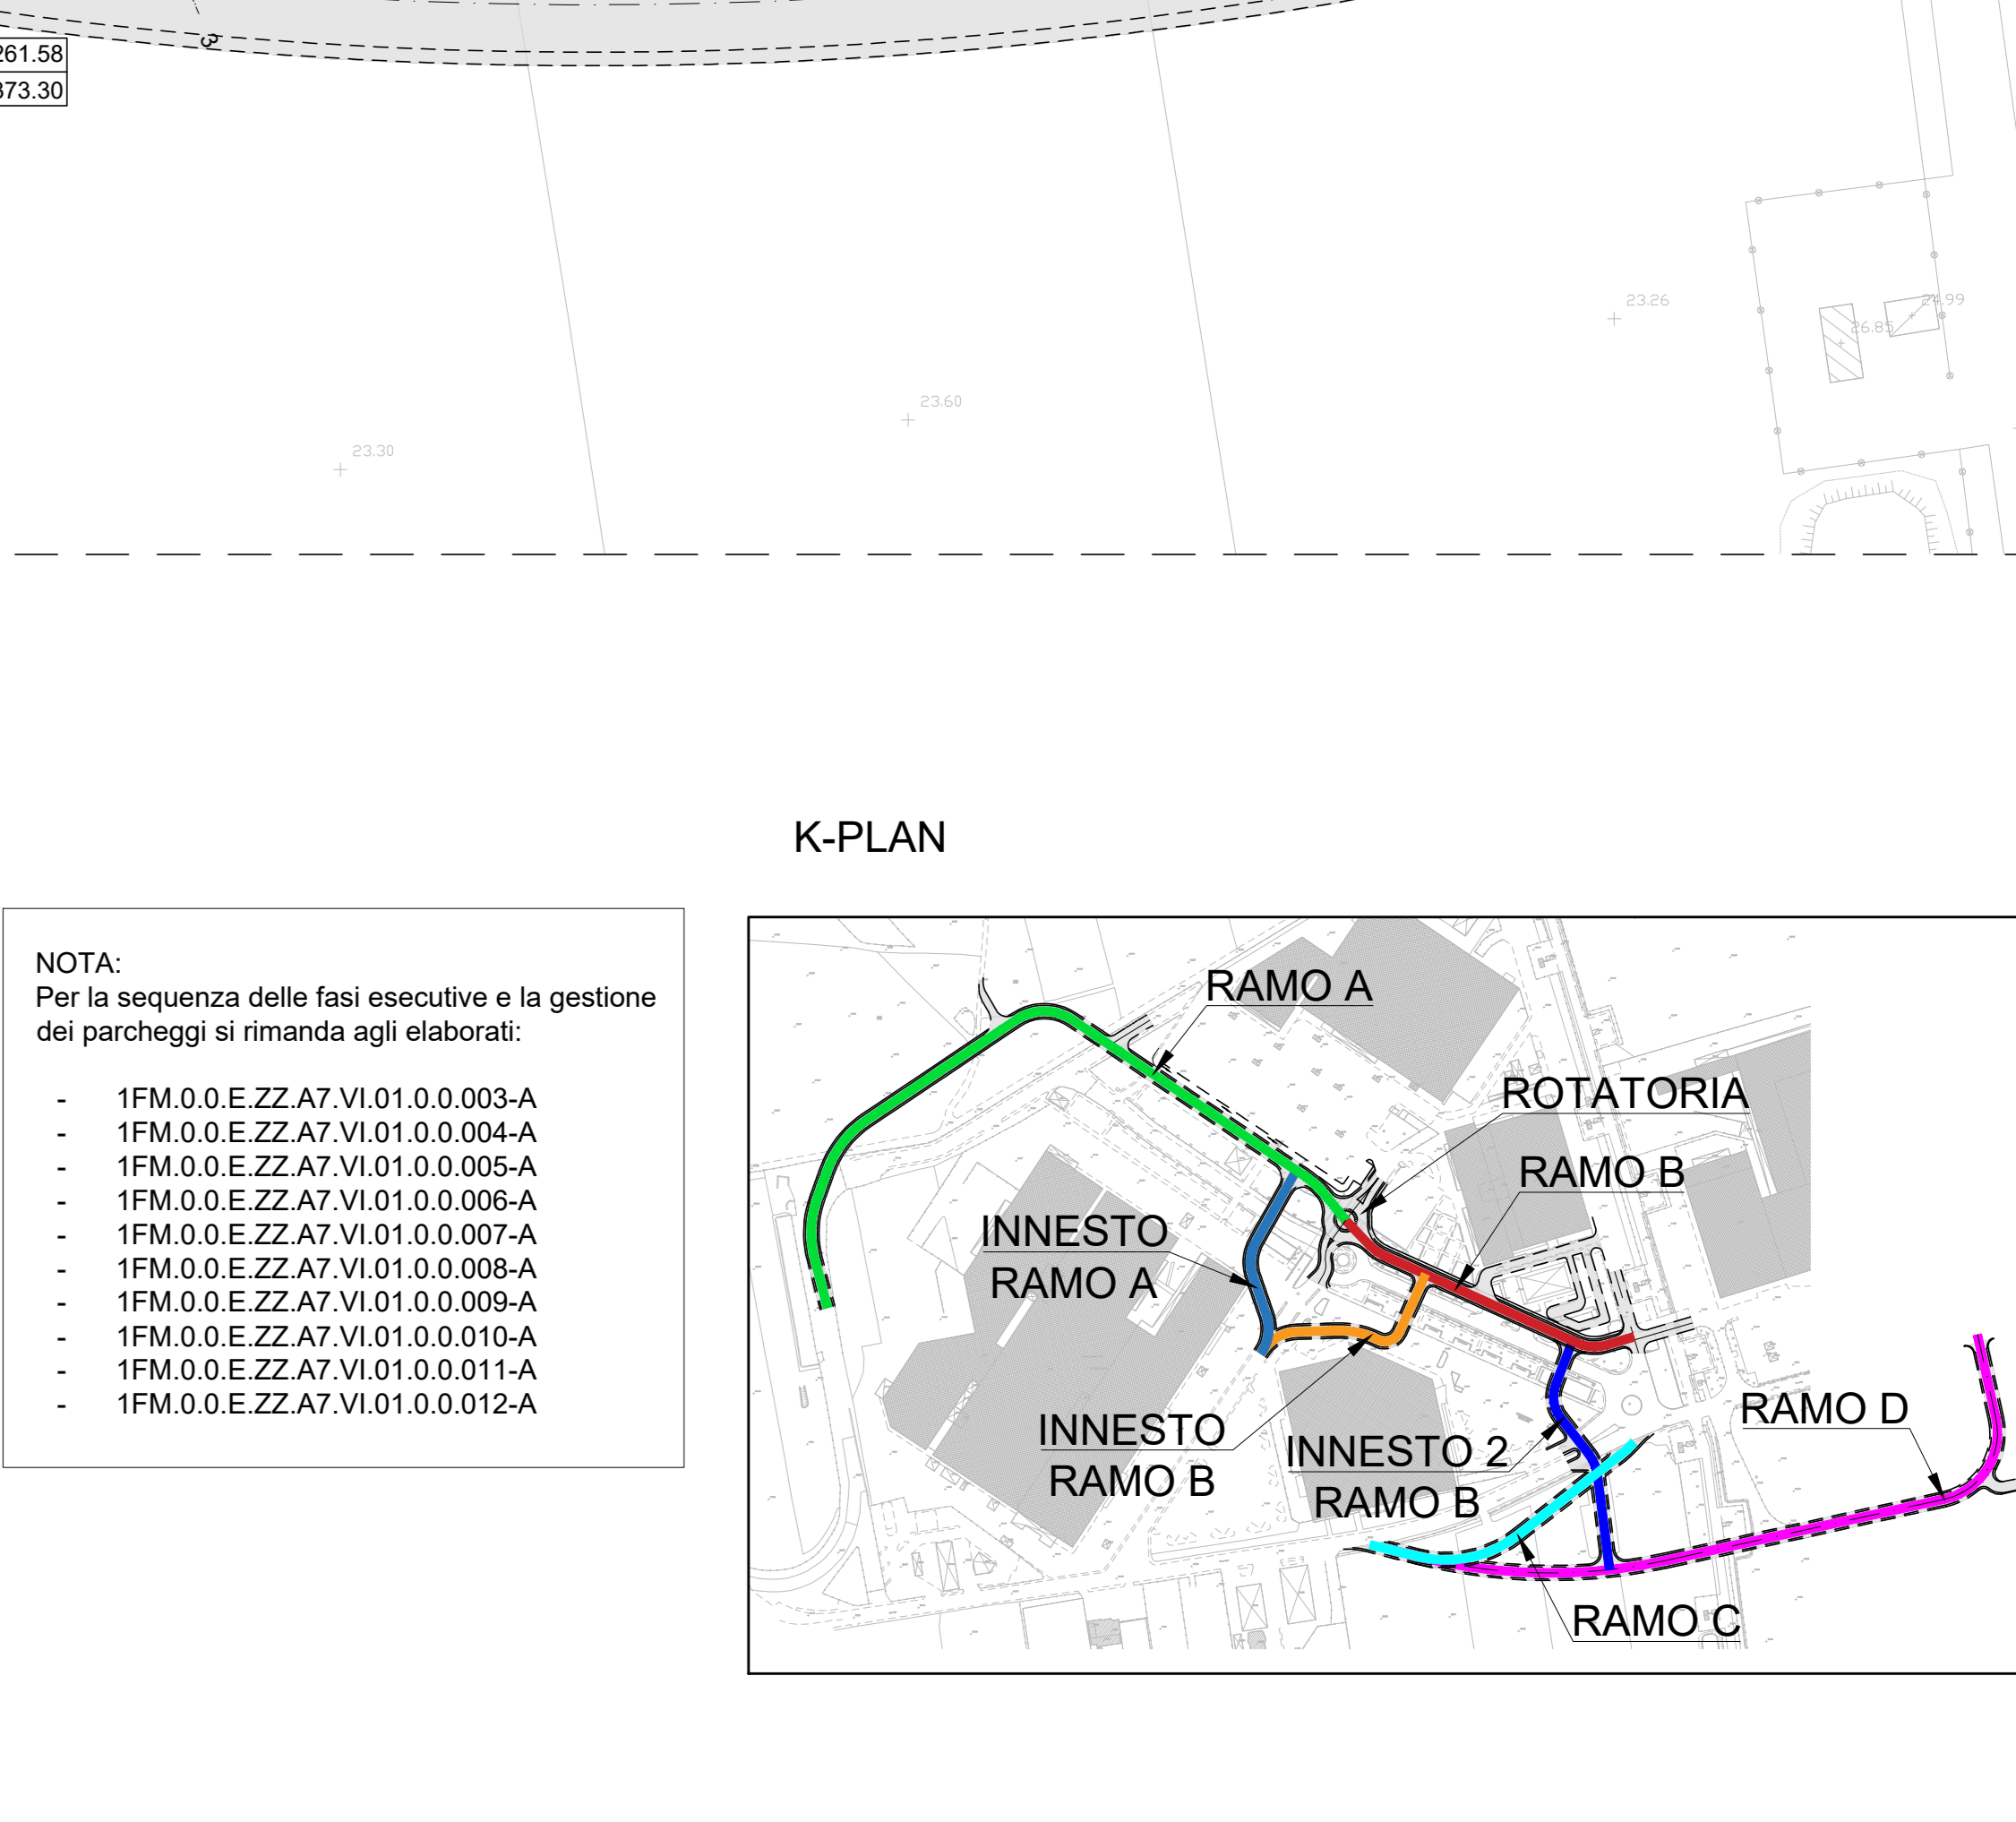 261.58
373.30
3
23.26
24.99
26.85
23.60
23.30
K-PLAN
NOTA:
Per la sequenza delle fasi esecutive e la gestione
dei parcheggi si rimanda agli elaborati:
- 1FM.0.0.E.ZZ.A7.VI.01.0.0.003-A
- 1FM.0.0.E.ZZ.A7.VI.01.0.0.004-A
- 1FM.0.0.E.ZZ.A7.VI.01.0.0.005-A
- 1FM.0.0.E.ZZ.A7.VI.01.0.0.006-A
- 1FM.0.0.E.ZZ.A7.VI.01.0.0.007-A
- 1FM.0.0.E.ZZ.A7.VI.01.0.0.008-A
- 1FM.0.0.E.ZZ.A7.VI.01.0.0.009-A
- 1FM.0.0.E.ZZ.A7.VI.01.0.0.010-A
- 1FM.0.0.E.ZZ.A7.VI.01.0.0.011-A
- 1FM.0.0.E.ZZ.A7.VI.01.0.0.012-A
RAMO A
ROTATORIA
RAMO B
INNESTO
RAMO A
INNESTO
RAMO B
INNESTO 2
RAMO B
RAMO D
RAMO C